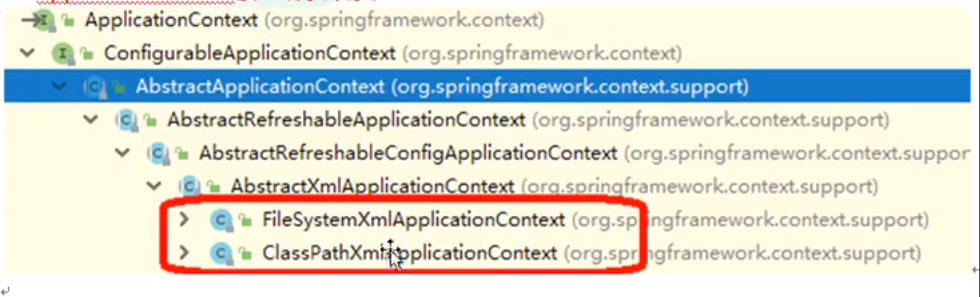 ApplicationContext (org.springframework.context)
ConfigurableApplicationContext (org.springframework.context)
AbstractApplicationContext (org.springframework.context.support)
AbstractRefreshableApplicationContext (org.springframework.context.support)
AbstractRefreshableConfigApplicationContext (org.springframework.context.suppor
AbstractXmlApplicationContext (org.springframework.context.support)
FileSystemXmlApplicationContext (org.springframework.context.support)
ClassPathXmlApplicationContext (org.springframework.context.support)